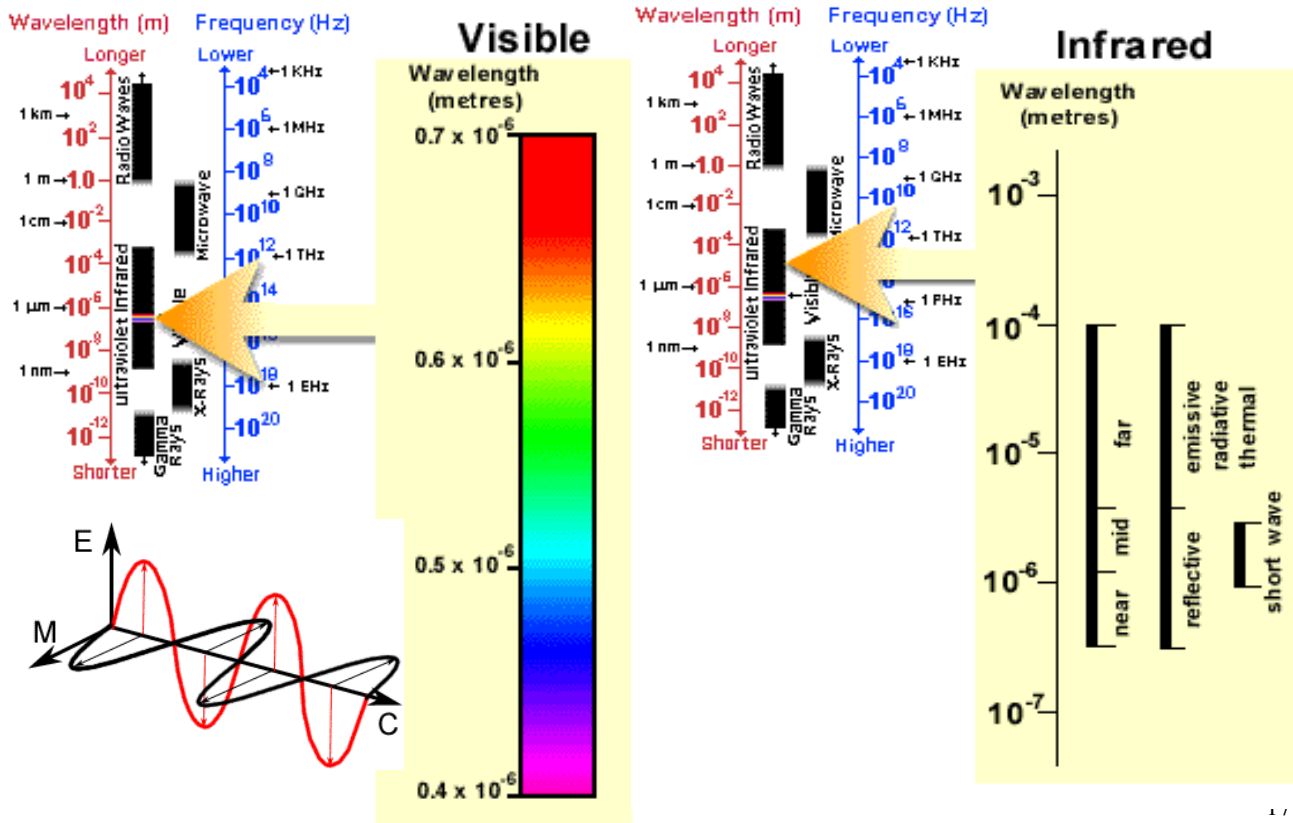 Wavelength (m)
Frequency (Hz)
Longer
Lower
10⁴
1 km→
10²
1 m→
1.0
1cm→
10⁻²
10⁻⁴
1 µm→
10⁻⁶
10⁻⁸
1 nm→
10⁻¹⁰
10⁻¹²
Shorter
Radio Waves
Microwave
Infrared
Ultraviolet
X-Rays
Gamma
Rays
10⁴
←1 KHz
10⁶
←1MHz
10⁸
←1 GHz
10¹⁰
10¹²
←1 THz
14
10¹⁸
←1 EHz
10²⁰
Higher
Visible
Wavelength
(metres)
0.7 x 10⁻⁶
0.6 x 10⁻⁶
0.5 x 10⁻⁶
0.4 x 10⁻⁶
E
M
C
Wavelength (m)
Frequency (Hz)
Longer
Lower
10⁴
1 km→
10²
1 m→
1.0
1cm→
10⁻²
10⁻⁴
1 µm→
10⁻⁶
10⁻⁸
1 nm→
10⁻¹⁰
10⁻¹²
Shorter
Radio Waves
Infrared
Ultraviolet
X-Rays
Gamma
Rays
10⁴
←1 KHz
10⁶
←1MHz
10⁸
←1 GHz
10¹⁰
12
←1 THz
←1 PHz
16
10¹⁸
←1 EHz
10²⁰
Higher
Infrared
Wavelength
(metres)
10⁻³
10⁻⁴
10⁻⁵
10⁻⁶
10⁻⁷
far
mid
near
emissive
radiative
thermal
reflective
short wave